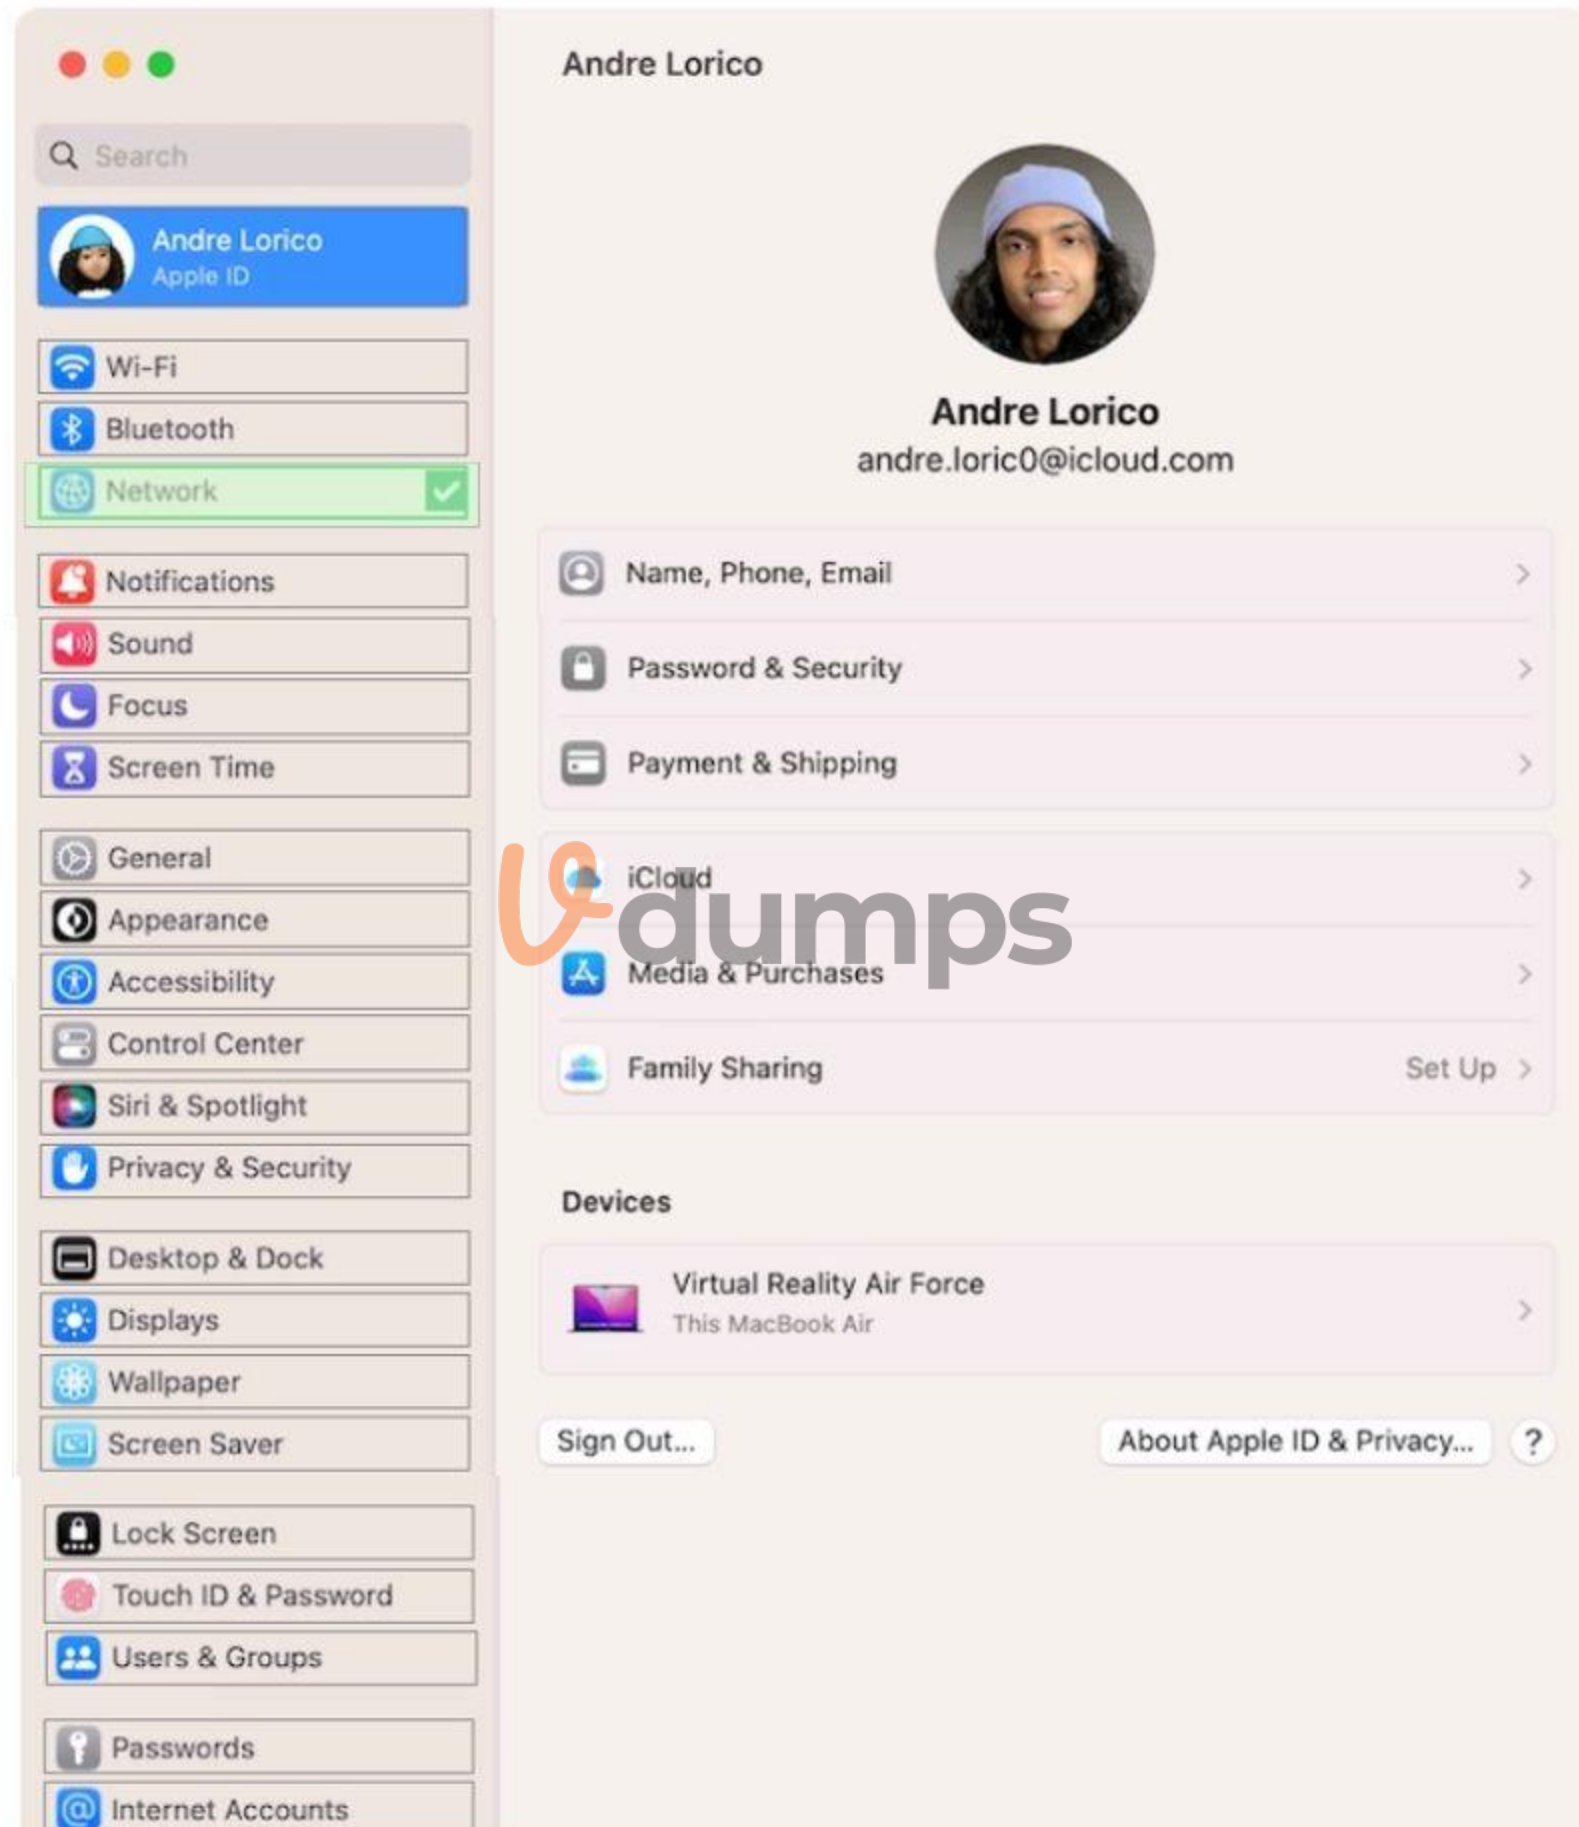 Andre Lorico
Search
Andre Lorico
Apple ID
Wi-Fi
Bluetooth
Network
Notifications
Sound
Focus
Screen Time
General
Appearance
Accessibility
Control Center
Siri & Spotlight
Privacy & Security
Desktop & Dock
Displays
Wallpaper
Screen Saver
Lock Screen
Touch ID & Password
Users & Groups
Passwords
Internet Accounts
Andre Lorico
andre.loric0@icloud.com
Name, Phone, Email
Password & Security
Payment & Shipping
iCloud
Vdumps
Media & Purchases
Family Sharing Set Up
Devices
Virtual Reality Air Force
This MacBook Air
Sign Out... About Apple ID & Privacy... ?